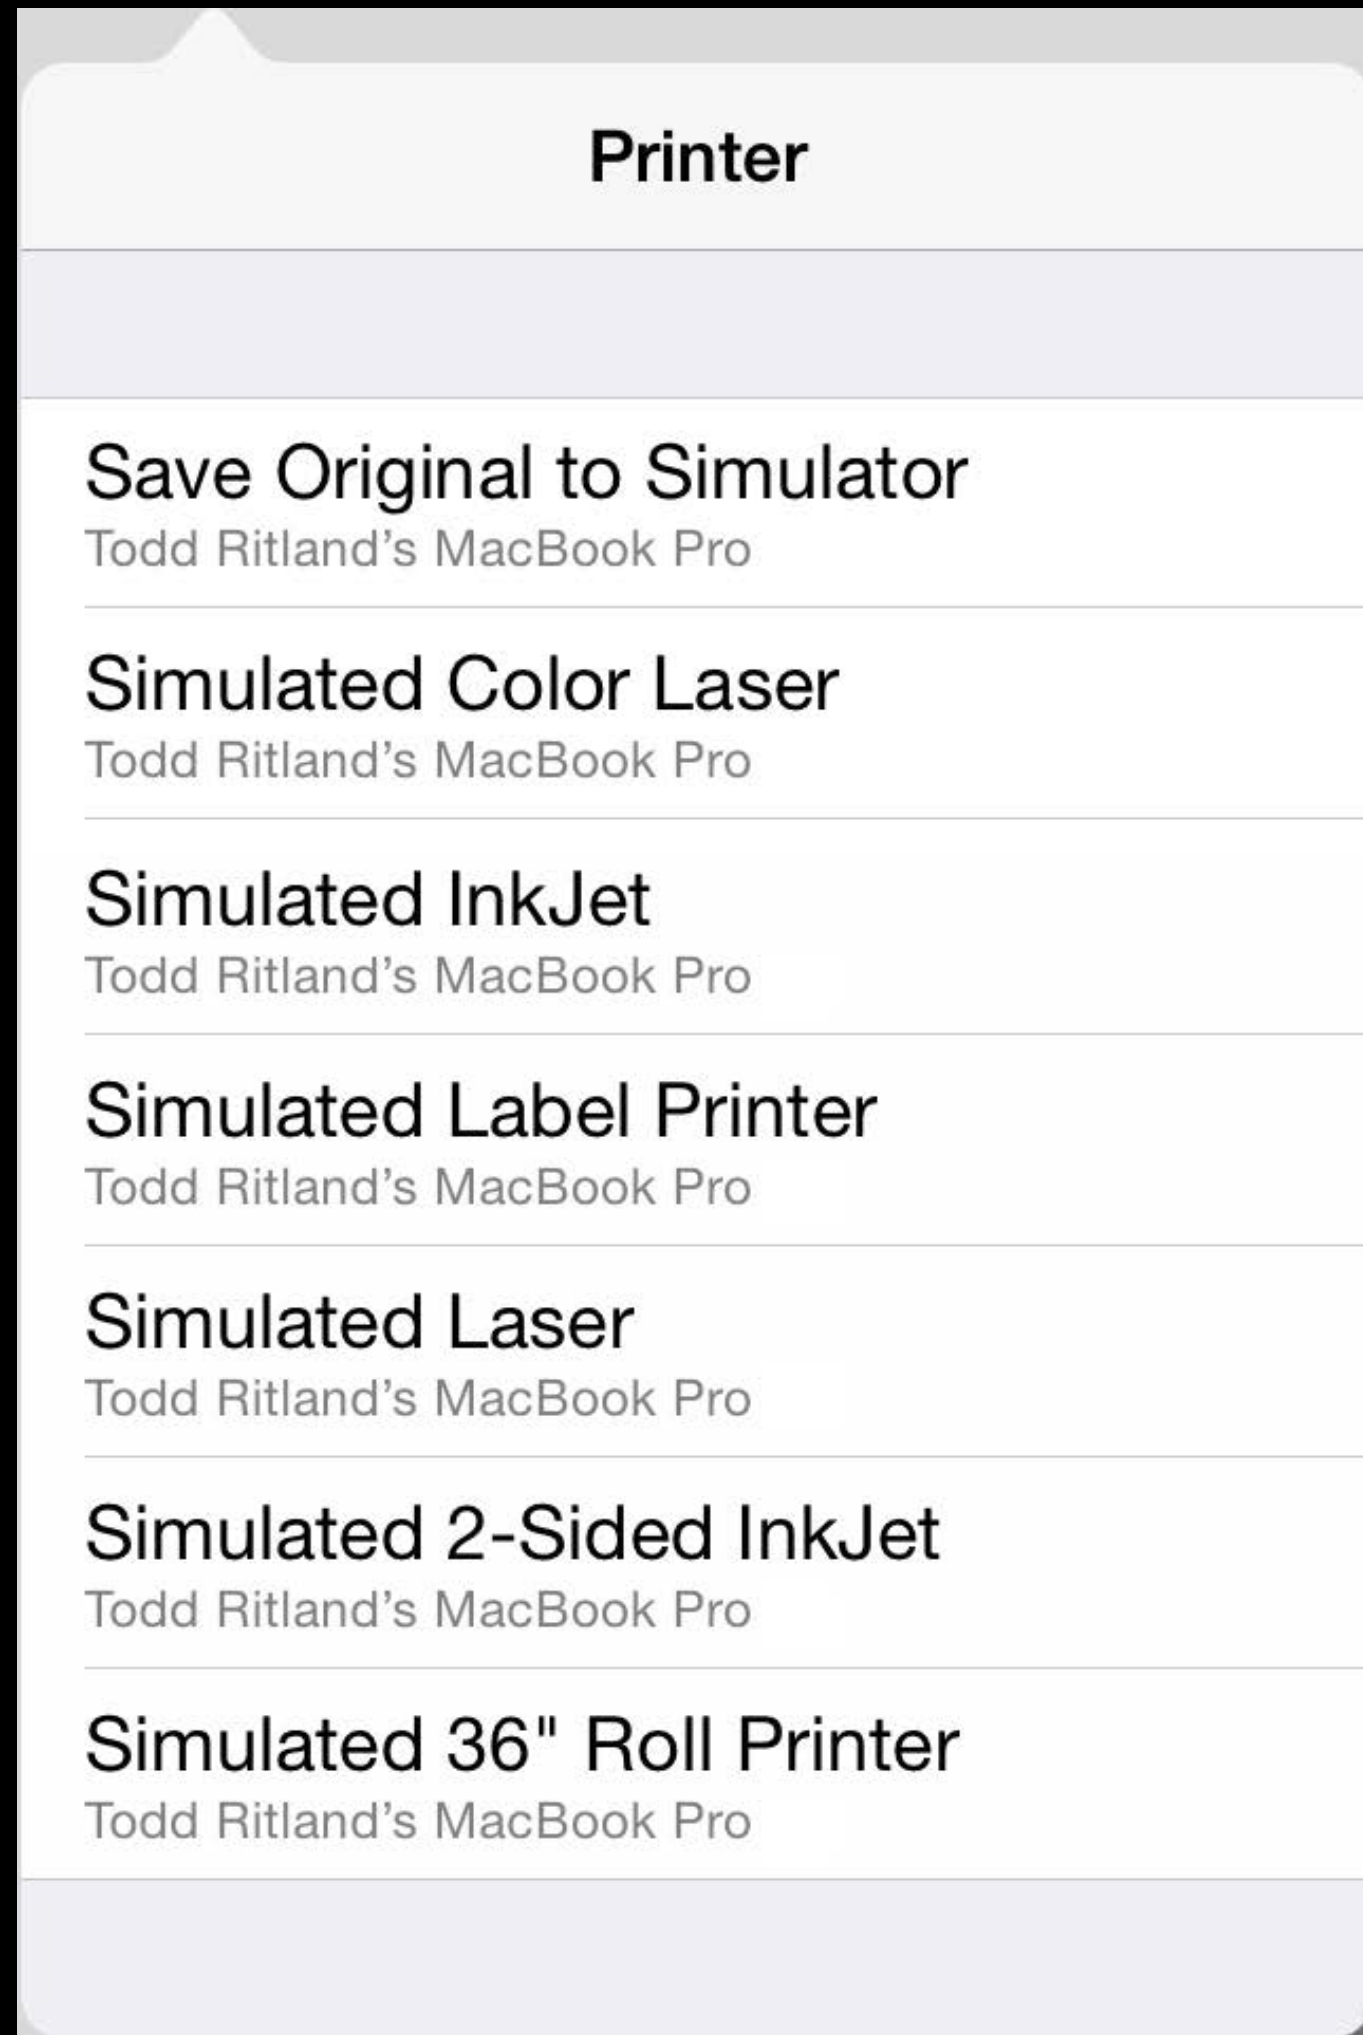 Printer
Save Original to Simulator
Todd Ritland’s MacBook Pro
Simulated Color Laser
Todd Ritland’s MacBook Pro
Simulated InkJet
Todd Ritland’s MacBook Pro
Simulated Label Printer
Todd Ritland’s MacBook Pro
Simulated Laser
Todd Ritland’s MacBook Pro
Simulated 2-Sided InkJet
Todd Ritland’s MacBook Pro
Simulated 36" Roll Printer
Todd Ritland’s MacBook Pro